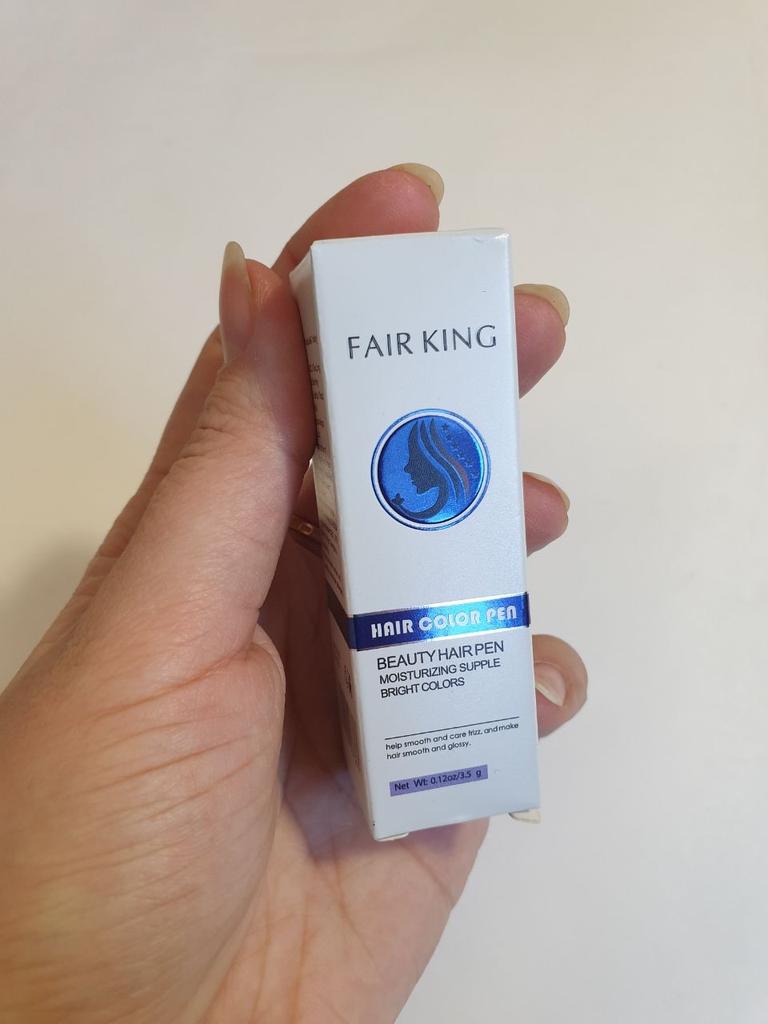 FAIR KING
HAIR COLOR PEN
BEAUTY HAIR PEN
MOISTURIZING SUPPLE
BRIGHT COLORS
help smooth and care frizz, and make
hair smooth and glossy.
Net Wt: 0.12oz/3.5 g